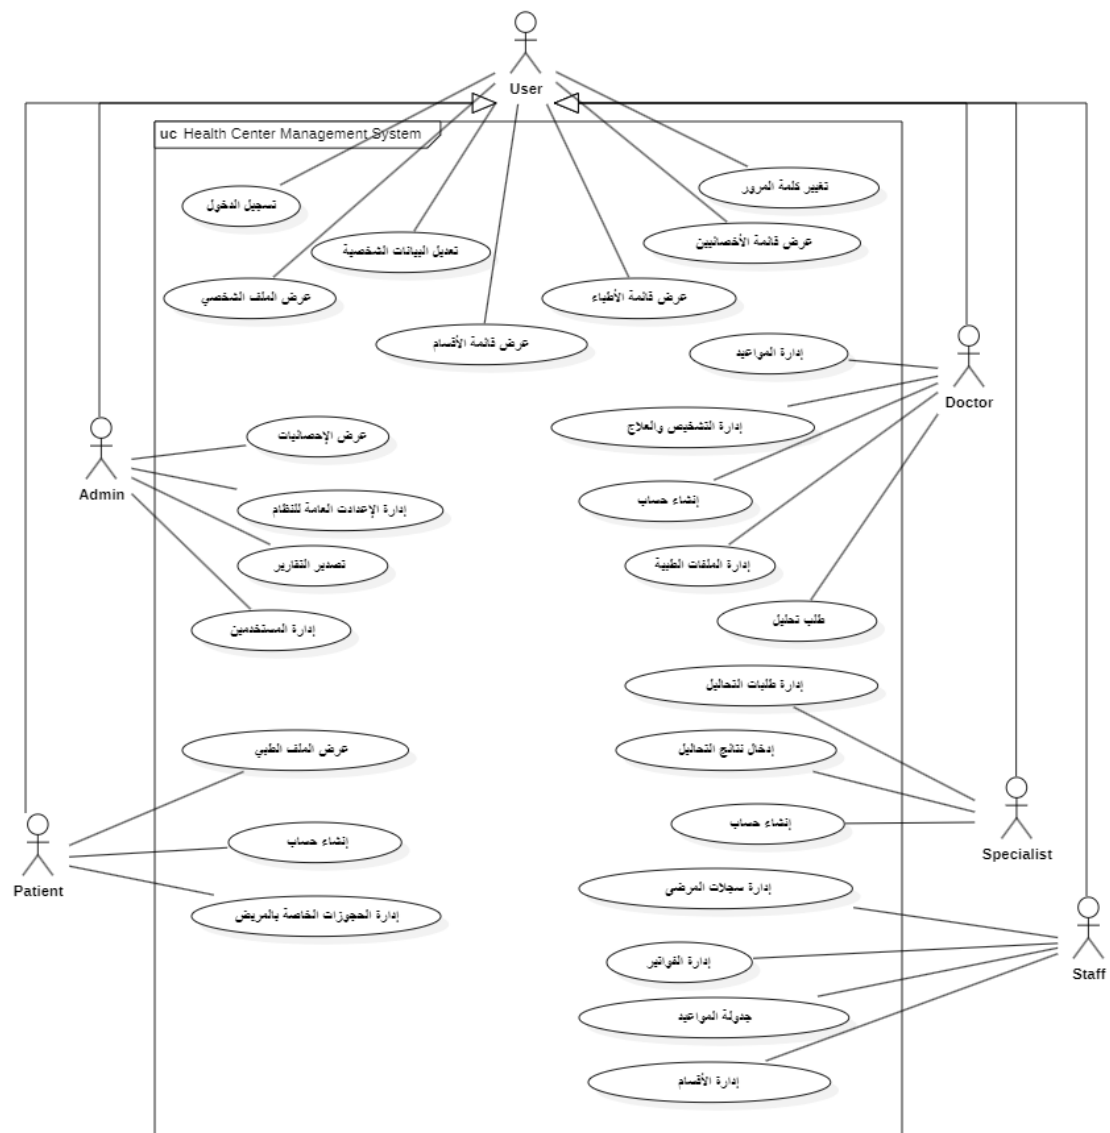 User
uc Health Center Management System
تغيير كلمة المرور
تسجيل الدخول
عرض قائمة الأخصائيين
تعديل البيانات الشخصية
عرض الملف الشخصي
عرض قائمة الأطباء
عرض قائمة الأقسام
إدارة المواعيد
Doctor
إدارة التشخيص والعلاج
عرض الإحصائيات
Admin
إنشاء حساب
إدارة الإعدادت العامة للنظام
تصدير التقارير
إدارة الملفات الطبية
طلب تحليل
إدارة المستخدمين
إدارة طلبات التحاليل
عرض الملف الطبي
إدخال نتائج التحاليل
إنشاء حساب
Specialist
إنشاء حساب
Patient
إدارة سجلات المرضى
إدارة الحجوزات الخاصة بالمريض
إدارة الفواتير
Staff
جدولة المواعيد
إدارة الأقسام